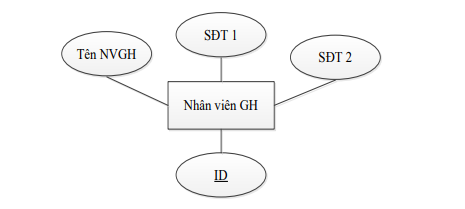 SĐT 1
Tên NVGH
SĐT 2
Nhân viên GH
ID